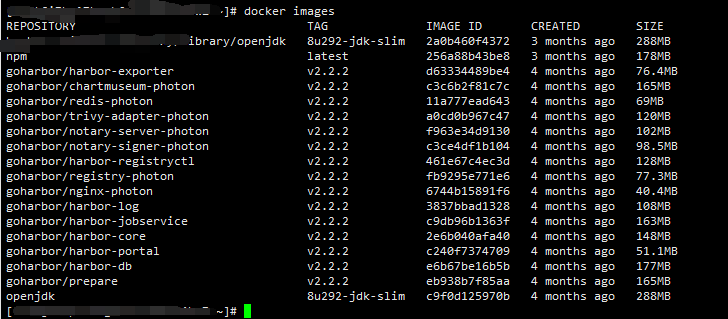 ~]# docker images
REPOSITORY TAG IMAGE ID CREATED SIZE
/library/openjdk 8u292-jdk-slim 2a0b460f4372 3 months ago 288MB
npm latest 256a88b43be8 3 months ago 178MB
goharbor/harbor-exporter v2.2.2 d63334489be4 4 months ago 76.4MB
goharbor/chartmuseum-photon v2.2.2 c3c6b2f81c7c 4 months ago 165MB
goharbor/redis-photon v2.2.2 11a777ead643 4 months ago 69MB
goharbor/trivy-adapter-photon v2.2.2 a0cd0b967c47 4 months ago 120MB
goharbor/notary-server-photon v2.2.2 f963e34d9130 4 months ago 102MB
goharbor/notary-signer-photon v2.2.2 c3ce4df1b104 4 months ago 98.5MB
goharbor/harbor-registryctl v2.2.2 461e67c4ec3d 4 months ago 128MB
goharbor/registry-photon v2.2.2 fb9295e771e6 4 months ago 77.3MB
goharbor/nginx-photon v2.2.2 6744b15891f6 4 months ago 40.4MB
goharbor/harbor-log v2.2.2 3837bbad1328 4 months ago 108MB
goharbor/harbor-jobservice v2.2.2 c9db96b1363f 4 months ago 163MB
goharbor/harbor-core v2.2.2 2e6b040afa40 4 months ago 148MB
goharbor/harbor-portal v2.2.2 c240f7374709 4 months ago 51.1MB
goharbor/harbor-db v2.2.2 e6b67be16b5b 4 months ago 177MB
goharbor/prepare v2.2.2 eb938b7f85aa 4 months ago 165MB
openjdk 8u292-jdk-slim c9f0d125970b 4 months ago 288MB
[ ~]#